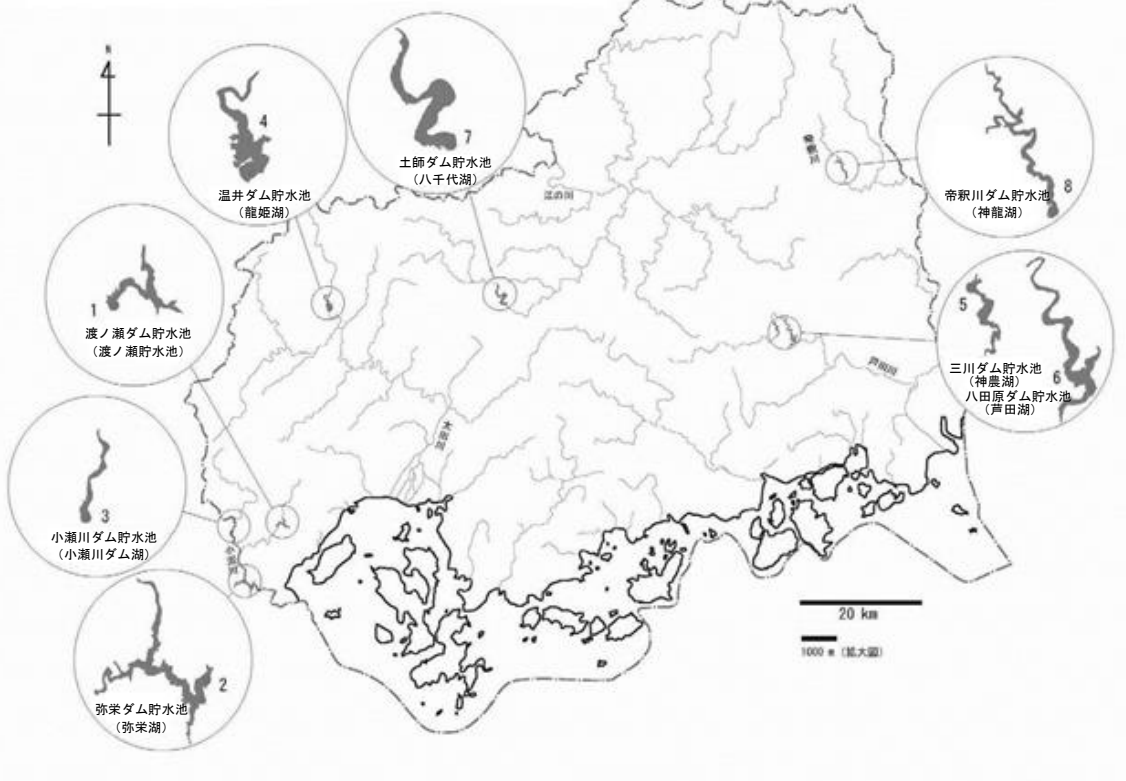 N
4
温井ダム貯水池
(龍姫湖)
7
土師ダム貯水池
(八千代湖)
帝釈川
8
帝釈川ダム貯水池
(神龍湖)
江の川
1
渡ノ瀬ダム貯水池
(渡ノ瀬貯水池)
5
三川ダム貯水池
(神農湖)
6
八田原ダム貯水池
(芦田湖)
芦田川
太田川
3
小瀬川ダム貯水池
(小瀬川ダム湖)
小瀬川
2
弥栄ダム貯水池
(弥栄湖)
20 km
1000 m (拡大図)